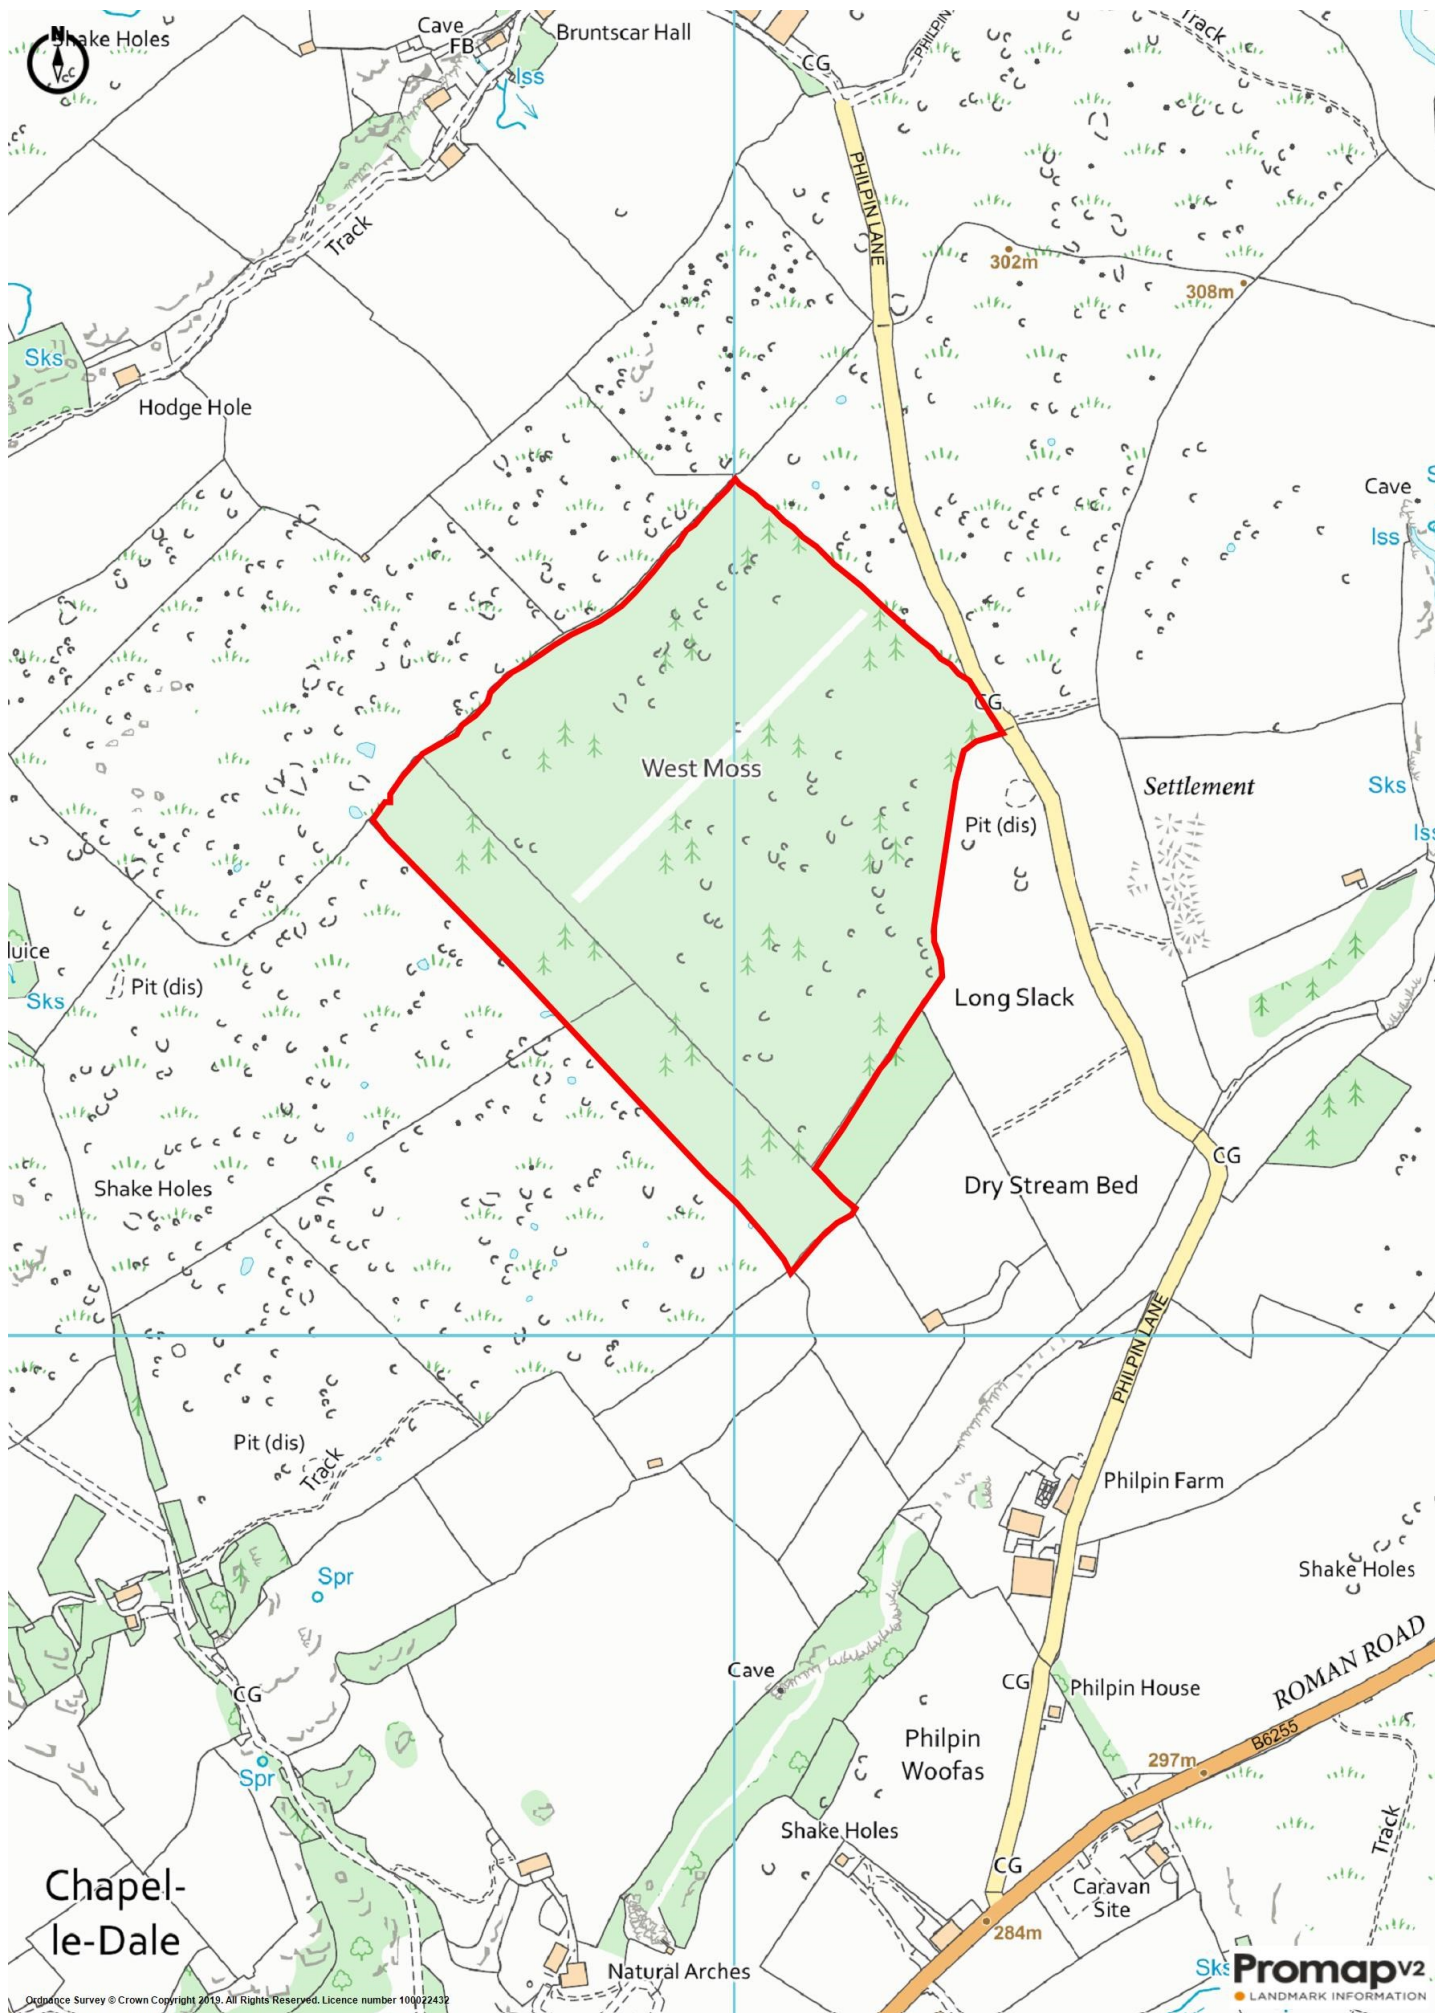 N
Shake Holes
Cave
FB
Bruntscar Hall
Iss
CG
PHILPIN
Track
PHILPIN LANE
Track
302m
308m
Sks
Hodge Hole
Cave
Iss
CG
West Moss
Settlement
Sks
Pit (dis)
Iss
Pit (dis)
Sks
Long Slack
CG
Shake Holes
Dry Stream Bed
PHILPIN LANE
Pit (dis)
Track
Philpin Farm
Spr
Shake Holes
ROMAN ROAD
Cave
CG
Philpin House
CG
B6255
Philpin
Woofas
297m
Spr
Shake Holes
Track
CG
Chapel-
le-Dale
Caravan
Site
284m
Natural Arches
Sks
Promap V2
LANDMARK INFORMATION
Ordnance Survey © Crown Copyright 2019. All Rights Reserved. Licence number 100022432